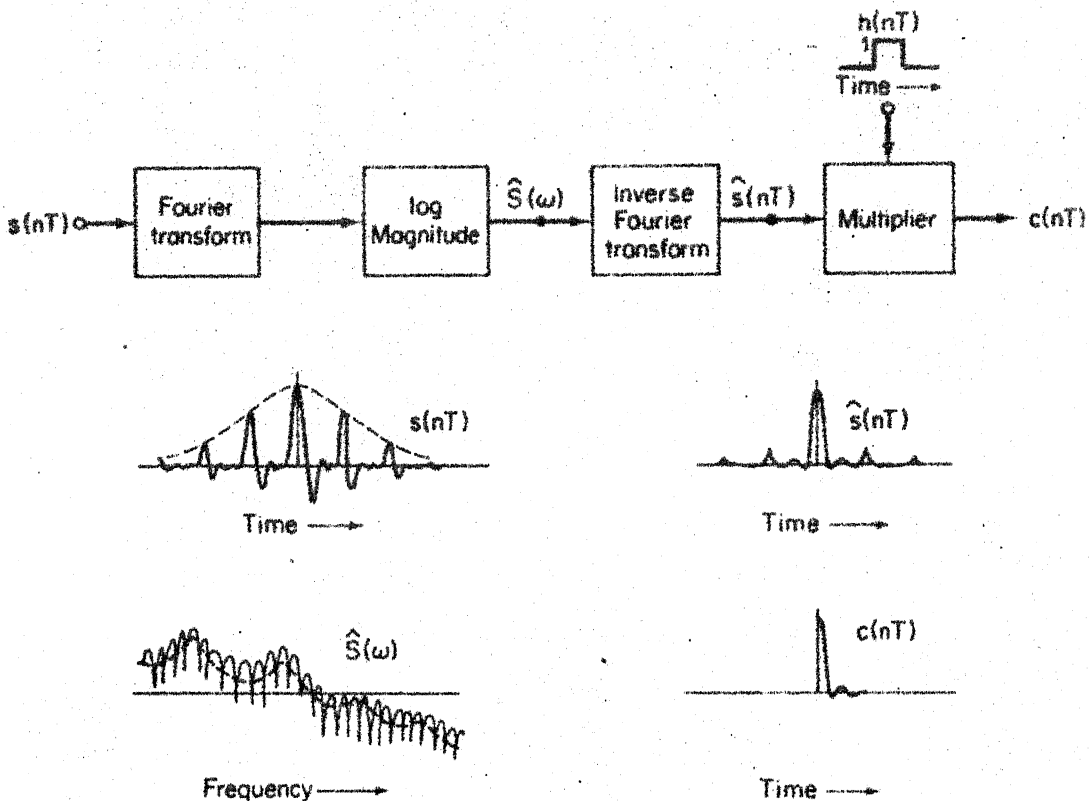 h(nT)
1
Time
s(nT)
Fourier
transform
log
Magnitude
Ŝ(ω)
Inverse
Fourier
transform
ŝ(nT)
Multiplier
c(nT)
s(nT)
Time
ŝ(nT)
Time
Ŝ(ω)
Frequency
c(nT)
Time